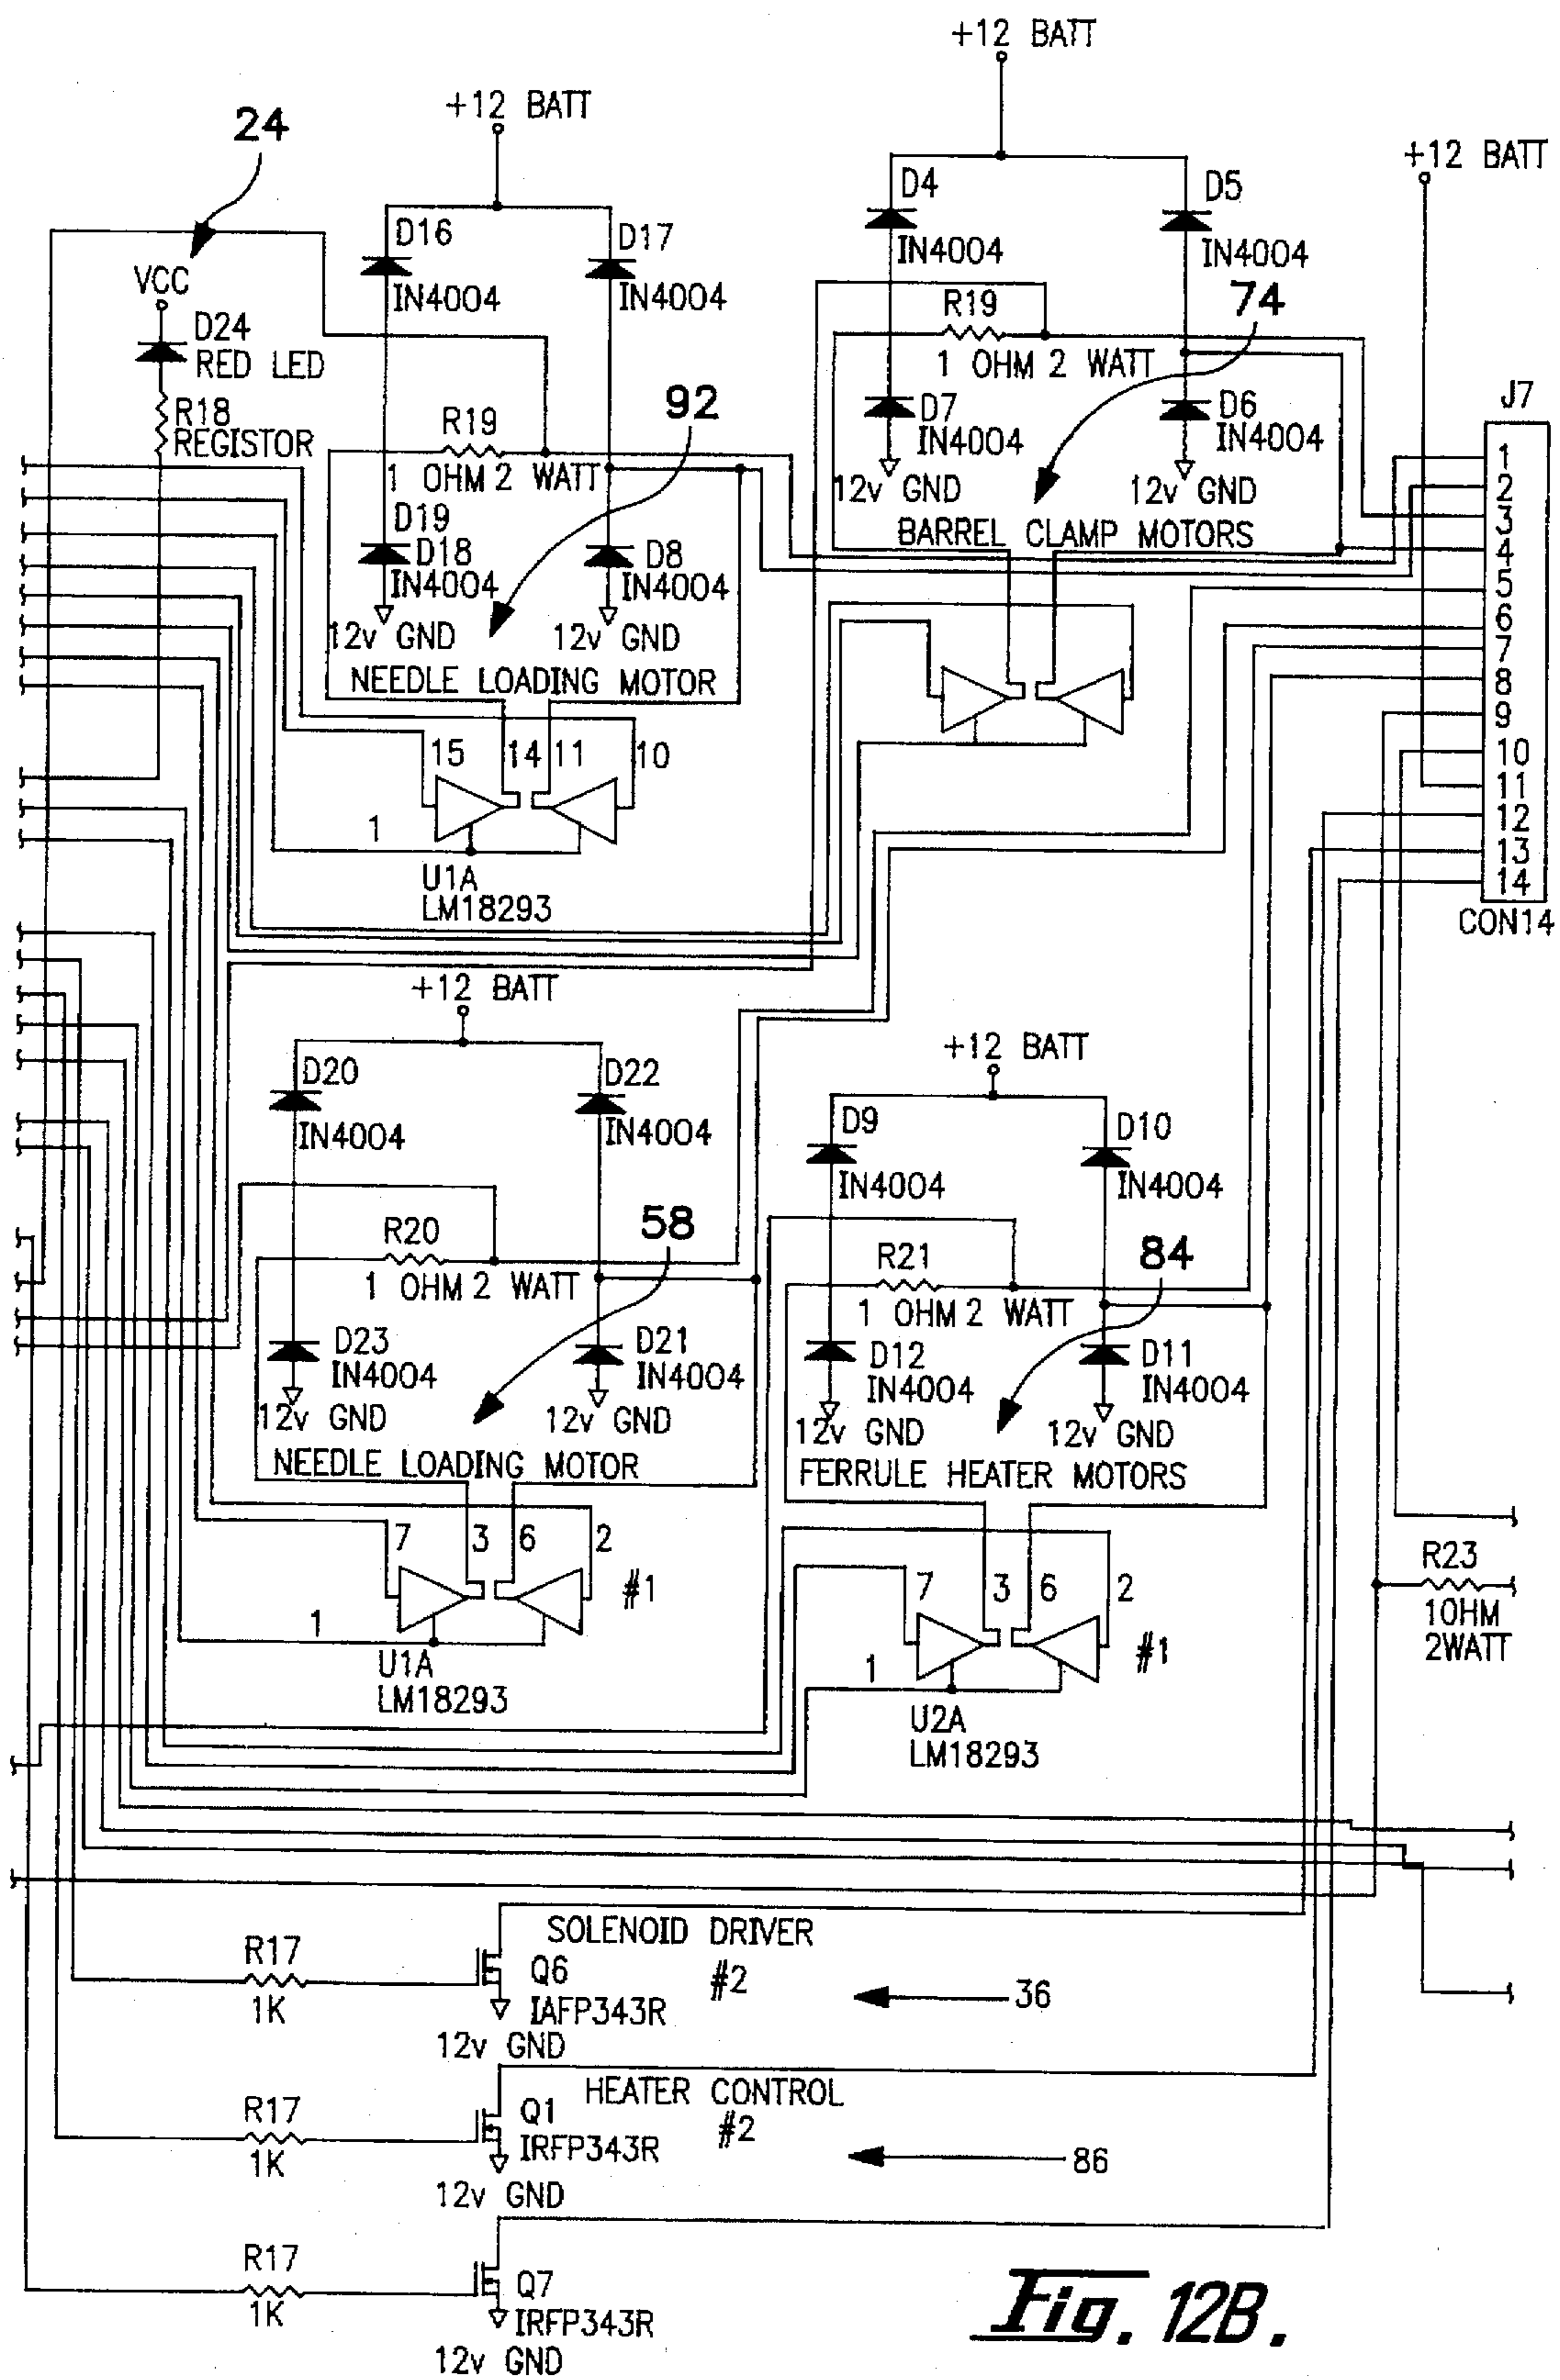 +12 BATT
+12 BATT
24
+12 BATT
D4
D5
D16
D17
IN4004
IN4004
VCC
IN4004
IN4004
R19
74
D24
RED LED
1 OHM 2 WATT
J7
R18
REGISTOR
R19
92
D7
IN4004
D6
IN4004
1 OHM 2 WATT
12v GND
12v GND
D19
D18
IN4004
D8
IN4004
BARREL CLAMP MOTORS
1
2
3
4
5
6
7
8
9
10
11
12
13
14
CON14
12v GND
12v GND
NEEDLE LOADING MOTOR
15
14
11
10
1
U1A
LM18293
+12 BATT
+12 BATT
D20
D22
IN4004
IN4004
D9
D10
IN4004
IN4004
R20
58
1 OHM 2 WATT
R21
84
1 OHM 2 WATT
D23
IN4004
D21
IN4004
D12
IN4004
D11
IN4004
12v GND
12v GND
12v GND
12v GND
NEEDLE LOADING MOTOR
FERRULE HEATER MOTORS
7
3
6
2
#1
1
U1A
LM18293
7
3
6
2
#1
1
U2A
LM18293
R23
1OHM
2WATT
SOLENOID DRIVER
#2
R17
1K
Q6
IAFP343R
36
12v GND
HEATER CONTROL
#2
R17
1K
Q1
IRFP343R
86
12v GND
R17
1K
Q7
IRFP343R
12v GND
Fig. 12B.